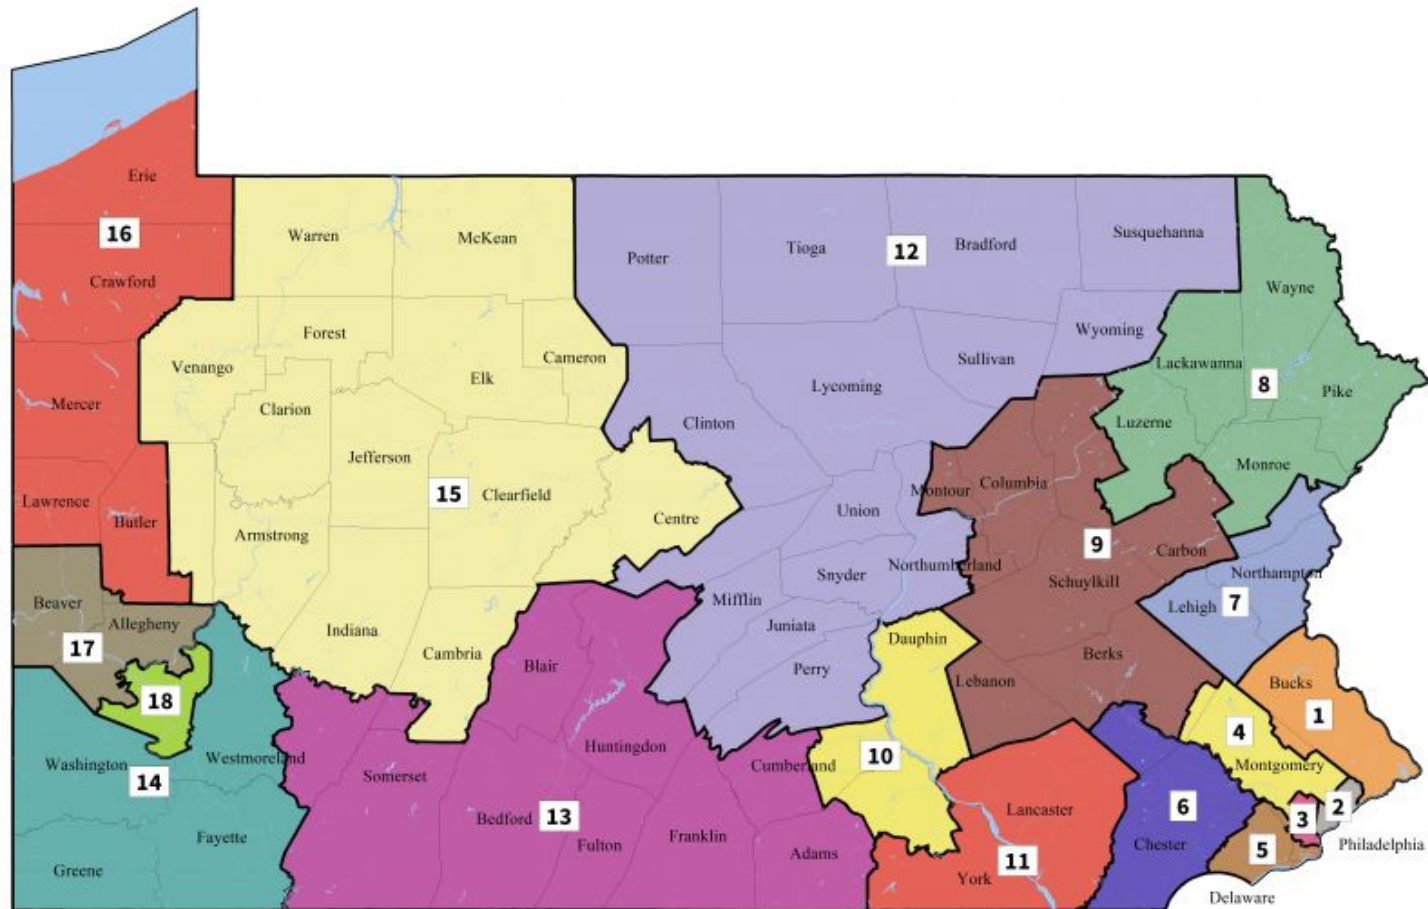 Erie
16
Crawford
Warren
McKean
Potter
Tioga
12
Bradford
Susquehanna
Wayne
Forest
Venango
Cameron
Elk
Clarion
Sullivan
Wyoming
Lackawanna
Lycoming
8
Pike
Mercer
Clinton
Luzerne
Jefferson
Monroe
Lawrence
Butler
15
Clearfield
Centre
Union
Montour
Columbia
Armstrong
9
Carbon
Northumberland
Snyder
Schuylkill
Northampton
Lehigh
7
Beaver
Allegheny
17
Indiana
Cambria
Mifflin
Juniata
Perry
Dauphin
Blair
Berks
Lebanon
18
Bucks
1
4
Washington
14
Westmoreland
Somerset
Huntingdon
Cumberland
10
Montgomery
Bedford
13
Fulton
Franklin
Adams
Lancaster
6
Chester
3
2
Philadelphia
5
Fayette
Greene
York
11
Delaware